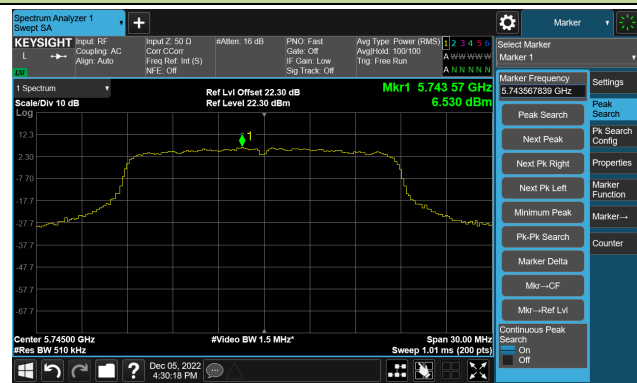 Spectrum Analyzer 1
Swept SA
Marker
KEYSIGHT
L
LXI
Input: RF
Coupling: AC
Align: Auto
Input Z: 50 Ω
Corr CCorr
Freq Ref: Int (S)
NFE: Off
#Atten: 16 dB
PNO: Fast
Gate: Off
IF Gain: Low
Sig Track: Off
Avg Type: Power (RMS)
Avg|Hold: 100/100
Trig: Free Run
1 2 3 4 5 6
A W W W W W
A N N N N N
Select Marker
Marker 1
1 Spectrum
Scale/Div 10 dB
Log
Ref Lvl Offset 22.30 dB
Ref Level 22.30 dBm
Mkr1 5.743 57 GHz
6.530 dBm
12.3
2.30
-7.70
-17.7
-27.7
-37.7
-47.7
-57.7
-67.7
1
Center 5.74500 GHz
#Res BW 510 kHz
#Video BW 1.5 MHz*
Span 30.00 MHz
Sweep 1.01 ms (200 pts)
Marker Frequency
5.743567839 GHz
Peak Search
Next Peak
Next Pk Right
Next Pk Left
Minimum Peak
Pk-Pk Search
Marker Delta
Mkr→CF
Mkr→Ref Lvl
Continuous Peak
Search
On
Off
Settings
Peak
Search
Pk Search
Config
Properties
Marker
Function
Marker→
Counter
?
Dec 05, 2022
4:30:18 PM